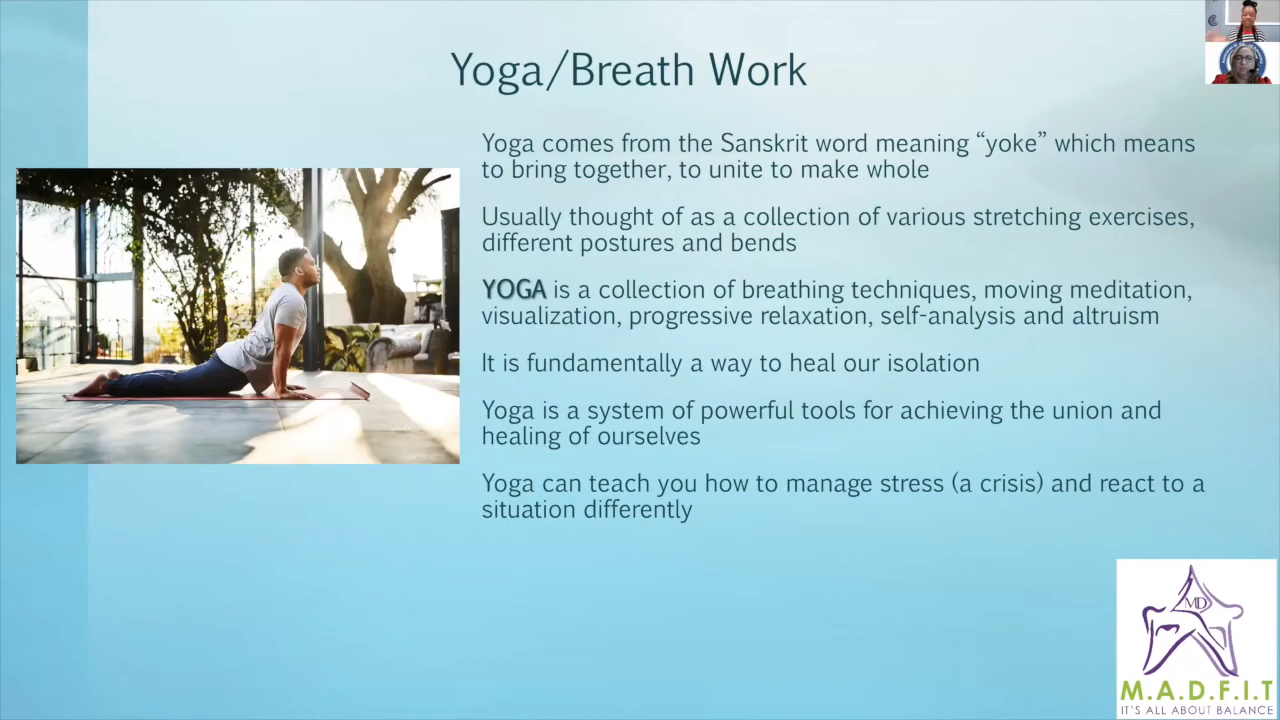 Yoga/Breath Work
Yoga comes from the Sanskrit word meaning “yoke” which means
to bring together, to unite to make whole
Usually thought of as a collection of various stretching exercises,
different postures and bends
YOGA is a collection of breathing techniques, moving meditation,
visualization, progressive relaxation, self-analysis and altruism
It is fundamentally a way to heal our isolation
Yoga is a system of powerful tools for achieving the union and
healing of ourselves
Yoga can teach you how to manage stress (a crisis) and react to a
situation differently
MD
M.A.D.F.I.T
IT'S ALL ABOUT BALANCE